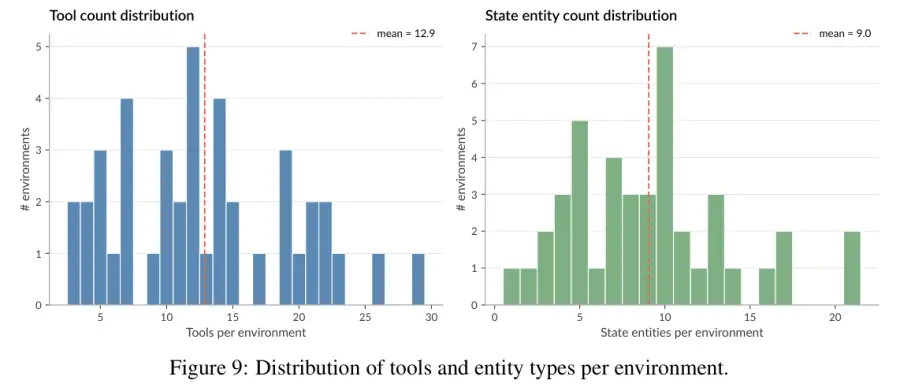 Tool count distribution
mean = 12.9
5
4
3
2
1
0
# environments
5 10 15 20 25 30
Tools per environment
State entity count distribution
mean = 9.0
7
6
5
4
3
2
1
0
# environments
0 5 10 15 20
State entities per environment
Figure 9: Distribution of tools and entity types per environment.